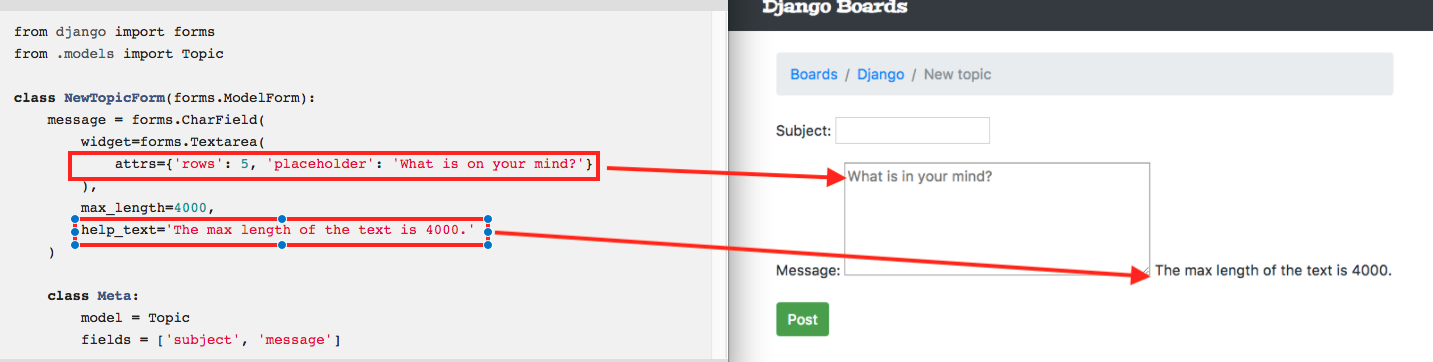 from django import forms
from .models import Topic
class NewTopicForm(forms.ModelForm):
message = forms.CharField(
widget=forms.Textarea(
attrs={'rows': 5, 'placeholder': 'What is on your mind?'}
),
max_length=4000,
help_text='The max length of the text is 4000.'
)
class Meta:
model = Topic
fields = ['subject', 'message']
Django Boards
Boards / Django / New topic
Subject:
What is in your mind?
Message:
The max length of the text is 4000.
Post